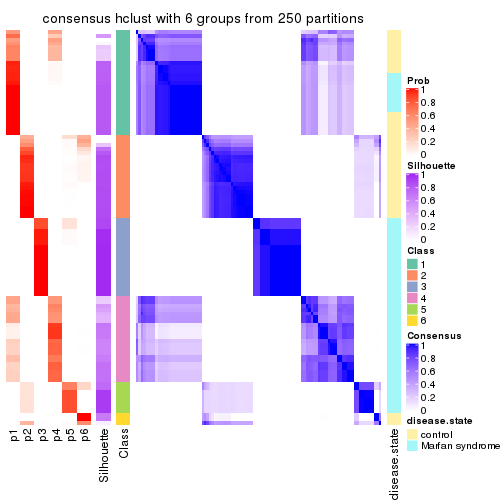 consensus hclust with 6 groups from 250 partitions
Prob
1
0.8
0.6
0.4
0.2
0
Silhouette
1
0.8
0.6
0.4
0.2
0
Class
1
2
3
4
5
6
Consensus
1
0.8
0.6
0.4
0.2
0
disease.state
control
Marfan syndrome
p1
p2
p3
p4
p5
p6
Silhouette
Class
disease.state